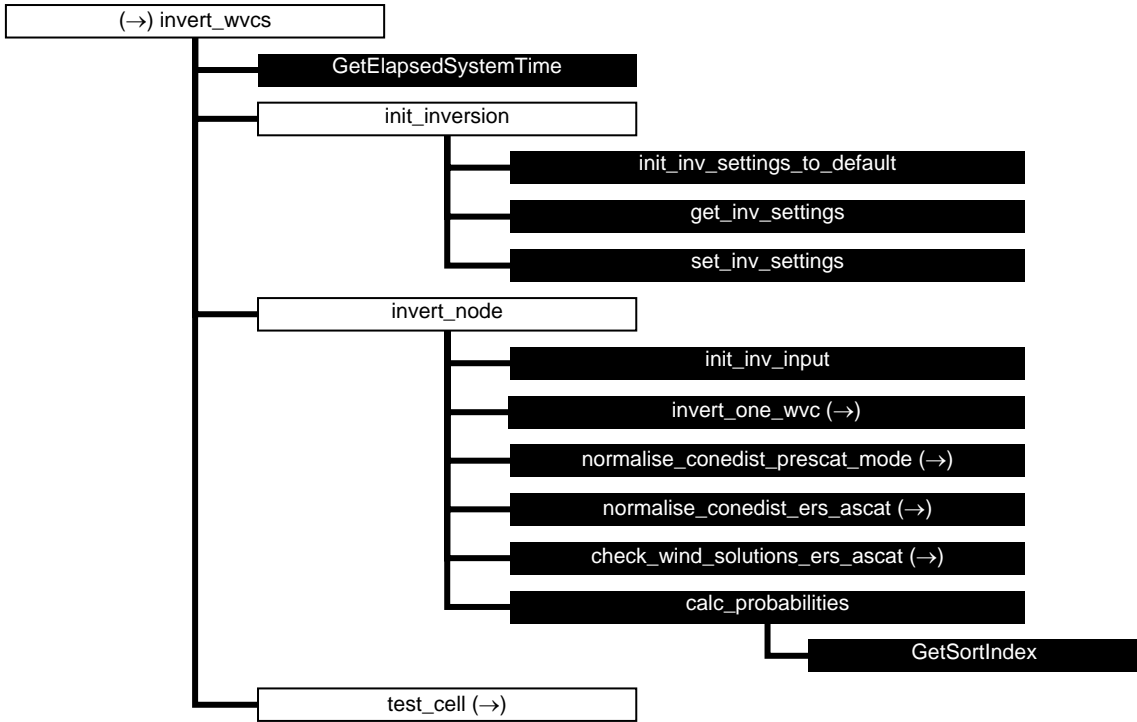 (→) invert_wvcs
GetElapsedSystemTime
init_inversion
init_inv_settings_to_default
get_inv_settings
set_inv_settings
invert_node
init_inv_input
invert_one_wvc (→)
normalise_conedist_prescat_mode (→)
normalise_conedist_ers_ascat (→)
check_wind_solutions_ers_ascat (→)
calc_probabilities
GetSortIndex
test_cell (→)